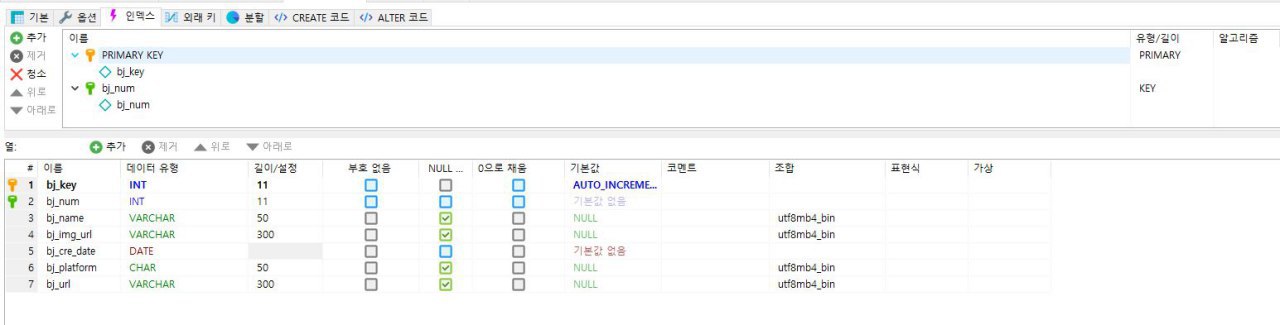 기본 옵션 인덱스 외래 키 분할 CREATE 코드 ALTER 코드
추가 이름 유형/길이 알고리즘
제거 PRIMARY KEY PRIMARY
청소 bj_key
위로 bj_num KEY
아래로 bj_num
열: 추가 제거 위로 아래로
# 이름 데이터 유형 길이/설정 부호 없음 NULL ... 0으로 채움 기본값 코멘트 조합 표현식 가상
1 bj_key INT 11 AUTO_INCREME...
2 bj_num INT 11 기본값 없음
3 bj_name VARCHAR 50 NULL utf8mb4_bin
4 bj_img_url VARCHAR 300 NULL utf8mb4_bin
5 bj_cre_date DATE 기본값 없음
6 bj_platform CHAR 50 NULL utf8mb4_bin
7 bj_url VARCHAR 300 NULL utf8mb4_bin